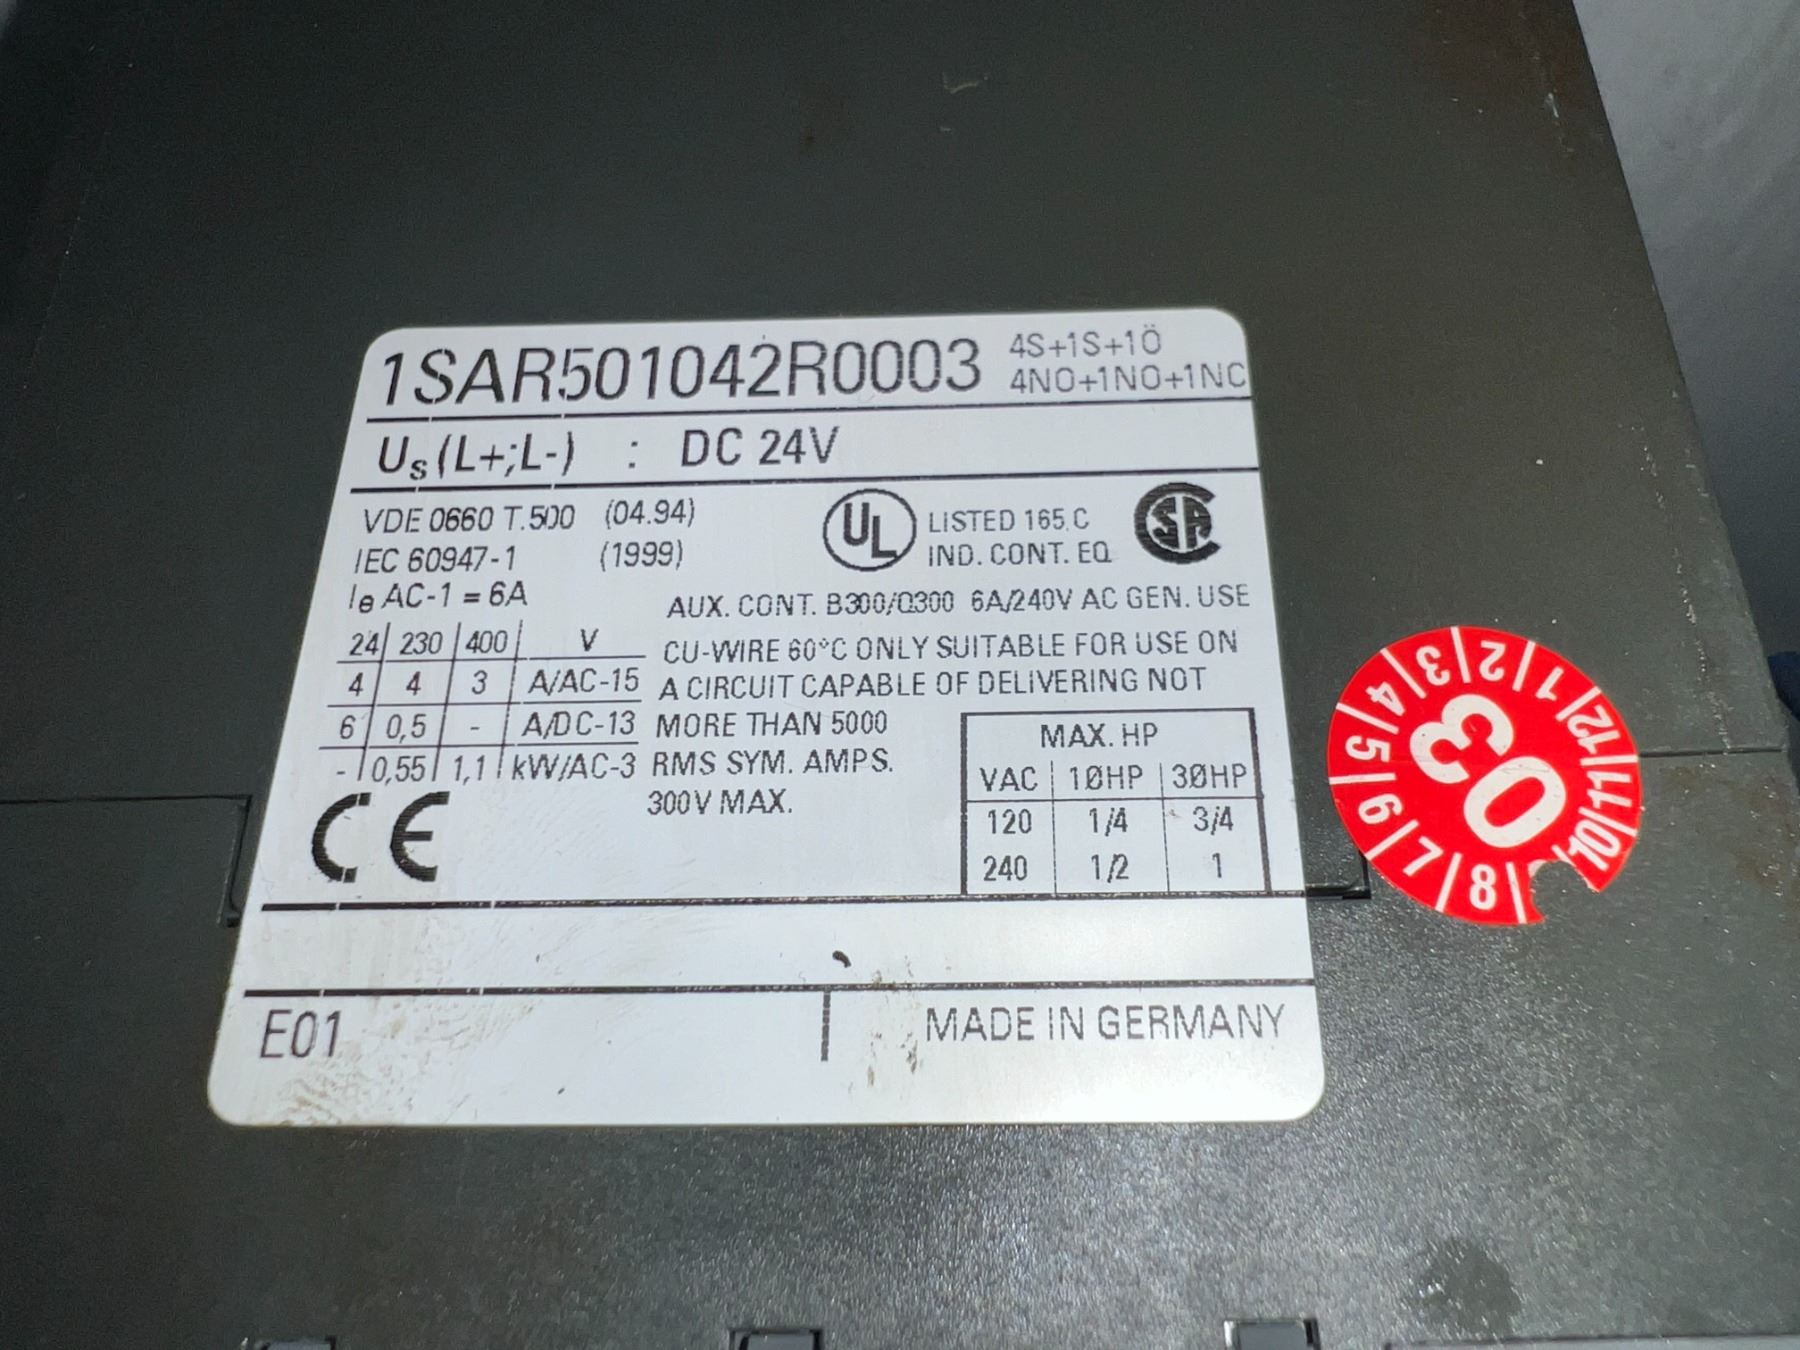 1SAR501042R0003 4S+1S+1Ö
4NO+1NO+1NC
Us (L+;L-) : DC 24V
VDE 0660 T.500 (04.94)
IEC 60947-1 (1999)
Ie AC-1 = 6A
UL LISTED 165.C
IND. CONT. EQ
SA
AUX. CONT. B300/Q300 6A/240V AC GEN. USE
CU-WIRE 60°C ONLY SUITABLE FOR USE ON
A CIRCUIT CAPABLE OF DELIVERING NOT
MORE THAN 5000
RMS SYM. AMPS.
300V MAX.
24 230 400 V
4 4 3 A/AC-15
6 0,5 - A/DC-13
- 0,55 1,1 kW/AC-3
MAX. HP
VAC 1ØHP 3ØHP
120 1/4 3/4
240 1/2 1
CE
E01
MADE IN GERMANY
03
1 2 3 4 5 6 7 8 10 11 12